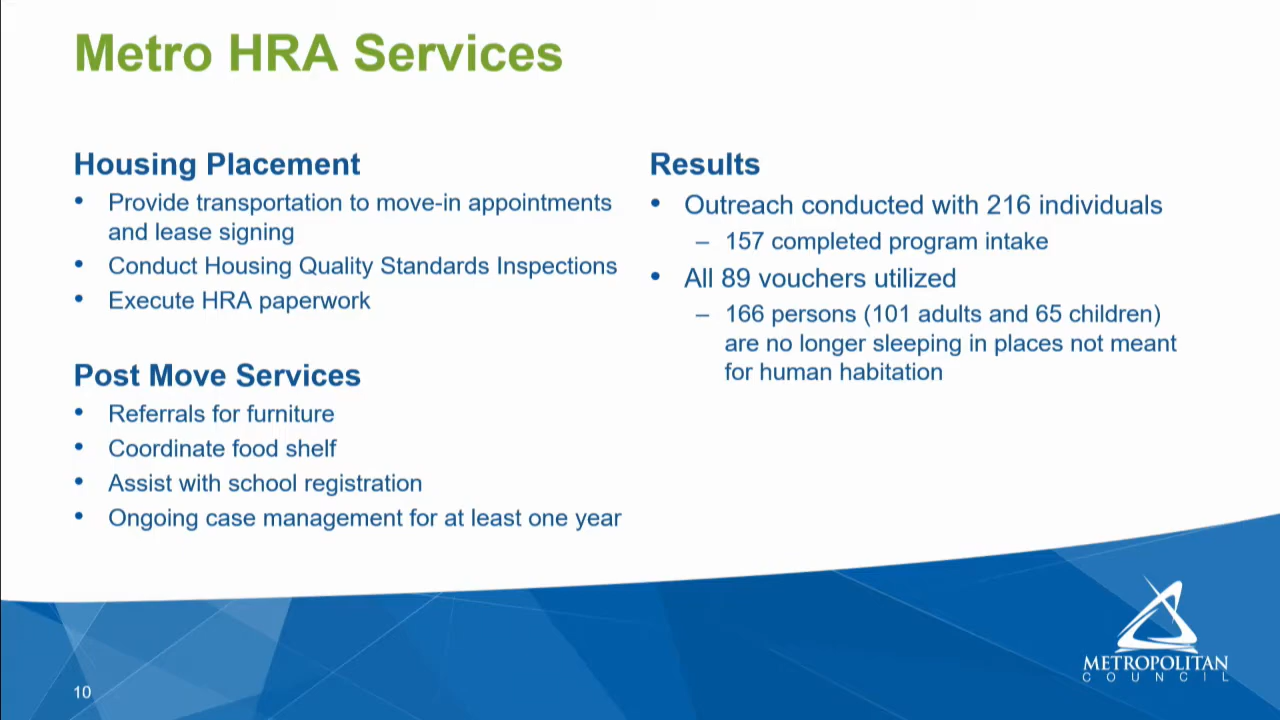 Metro HRA Services
Housing Placement
• Provide transportation to move-in appointments
and lease signing
• Conduct Housing Quality Standards Inspections
• Execute HRA paperwork
Post Move Services
• Referrals for furniture
• Coordinate food shelf
• Assist with school registration
• Ongoing case management for at least one year
Results
• Outreach conducted with 216 individuals
– 157 completed program intake
• All 89 vouchers utilized
– 166 persons (101 adults and 65 children)
are no longer sleeping in places not meant
for human habitation
10
METROPOLITAN
COUNCIL